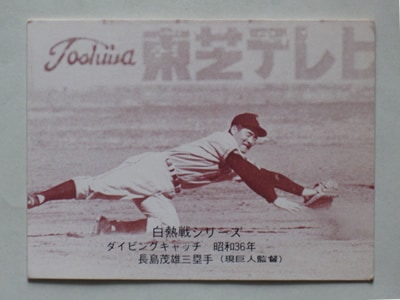 Toshiba 東芝テレビ
白熱戦シリーズ
ダイビングキャッチ 昭和36年
長島茂雄三塁手(現巨人監督)